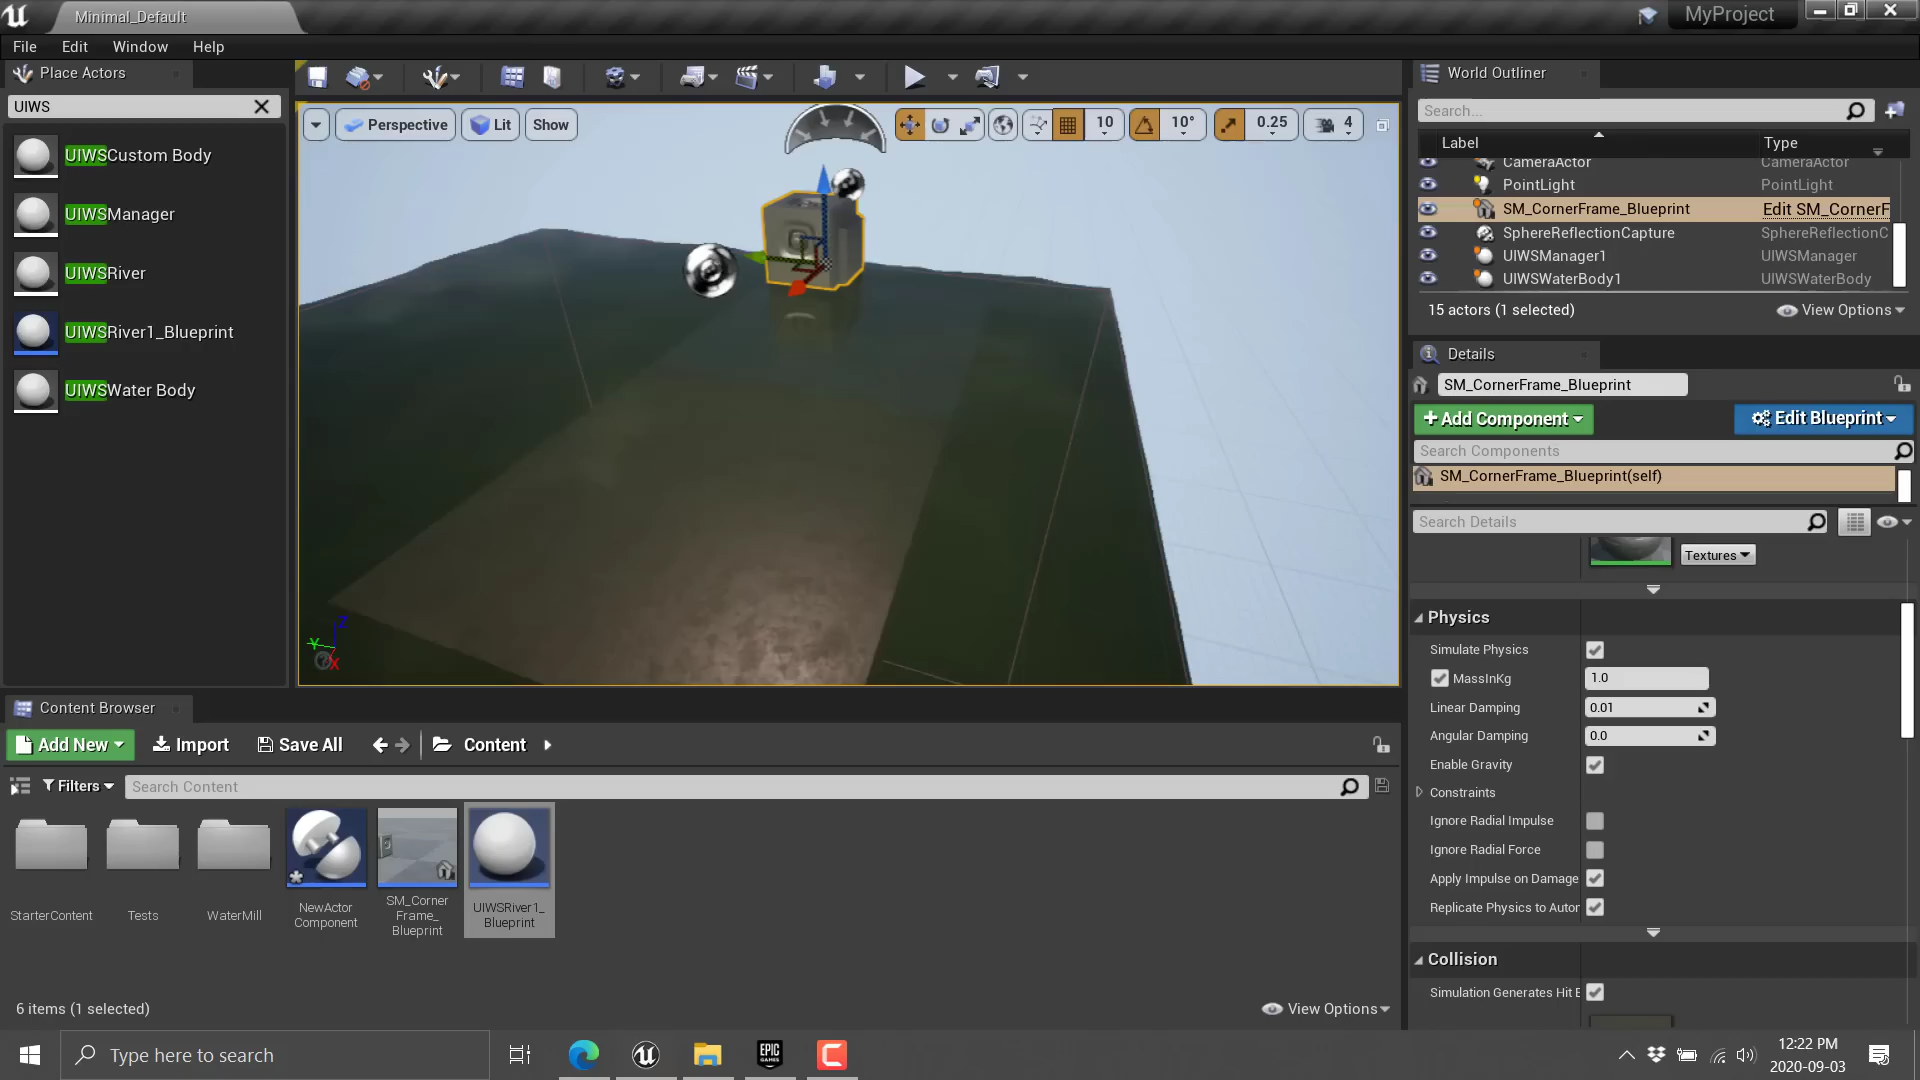 Minimal_Default
MyProject
File Edit Window Help
Place Actors
UIWS
UIWSCustom Body
UIWSManager
UIWSRiver
UIWSRiver1_Blueprint
UIWSWater Body
Perspective Lit Show
10 10° 0.25 4
Z
Y
X
World Outliner
Search...
Label Type
CameraActor CameraActor
PointLight PointLight
SM_CornerFrame_Blueprint Edit SM_CornerF
SphereReflectionCapture SphereReflectionC
UIWSManager1 UIWSManager
UIWSWaterBody1 UIWSWaterBody
15 actors (1 selected) View Options
Details
SM_CornerFrame_Blueprint
+Add Component Edit Blueprint
Search Components
SM_CornerFrame_Blueprint(self)
Search Details
Textures
Physics
Simulate Physics
MassInKg 1.0
Linear Damping 0.01
Angular Damping 0.0
Enable Gravity
Constraints
Ignore Radial Impulse
Ignore Radial Force
Apply Impulse on Damage
Replicate Physics to Autor
Collision
Simulation Generates Hit E
Content Browser
Add New Import Save All Content
Filters Search Content
StarterContent
Tests
WaterMill
NewActor
Component
SM_Corner
Frame_
Blueprint
UIWSRiver1_
Blueprint
6 items (1 selected) View Options
Type here to search
EPIC
GAMES
12:22 PM
2020-09-03